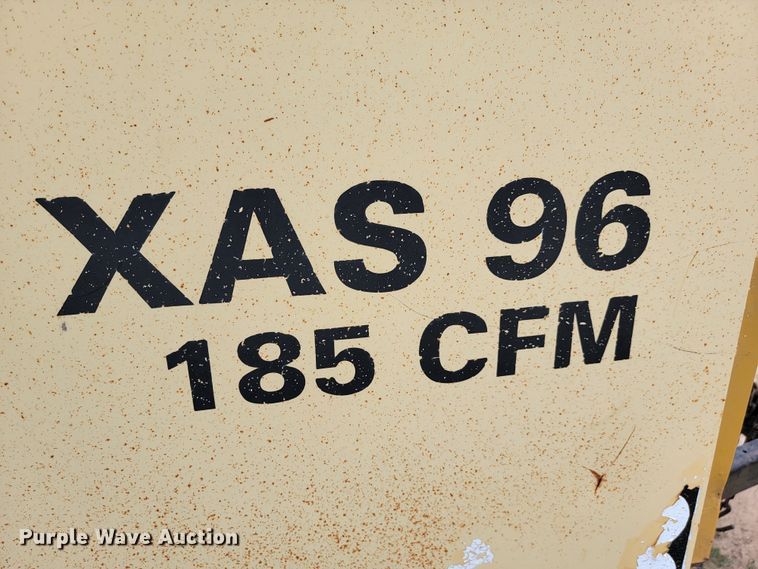 XAS 96
185 CFM
Purple Wave Auction